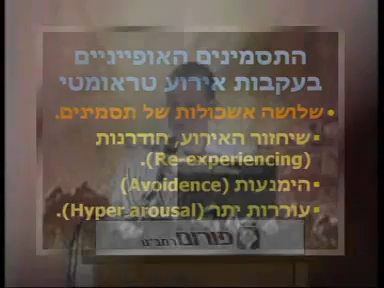 התסמינים האופייניים
בעקבות אירוע טראומטי
• שלושה אשכולות של תסמינים.
▪ שיחזור האירוע, חודרנות
(Re-experiencing).
▪ הימנעות (Avoidence)
▪ עוררות יתר (Hyper arousal).
פורום